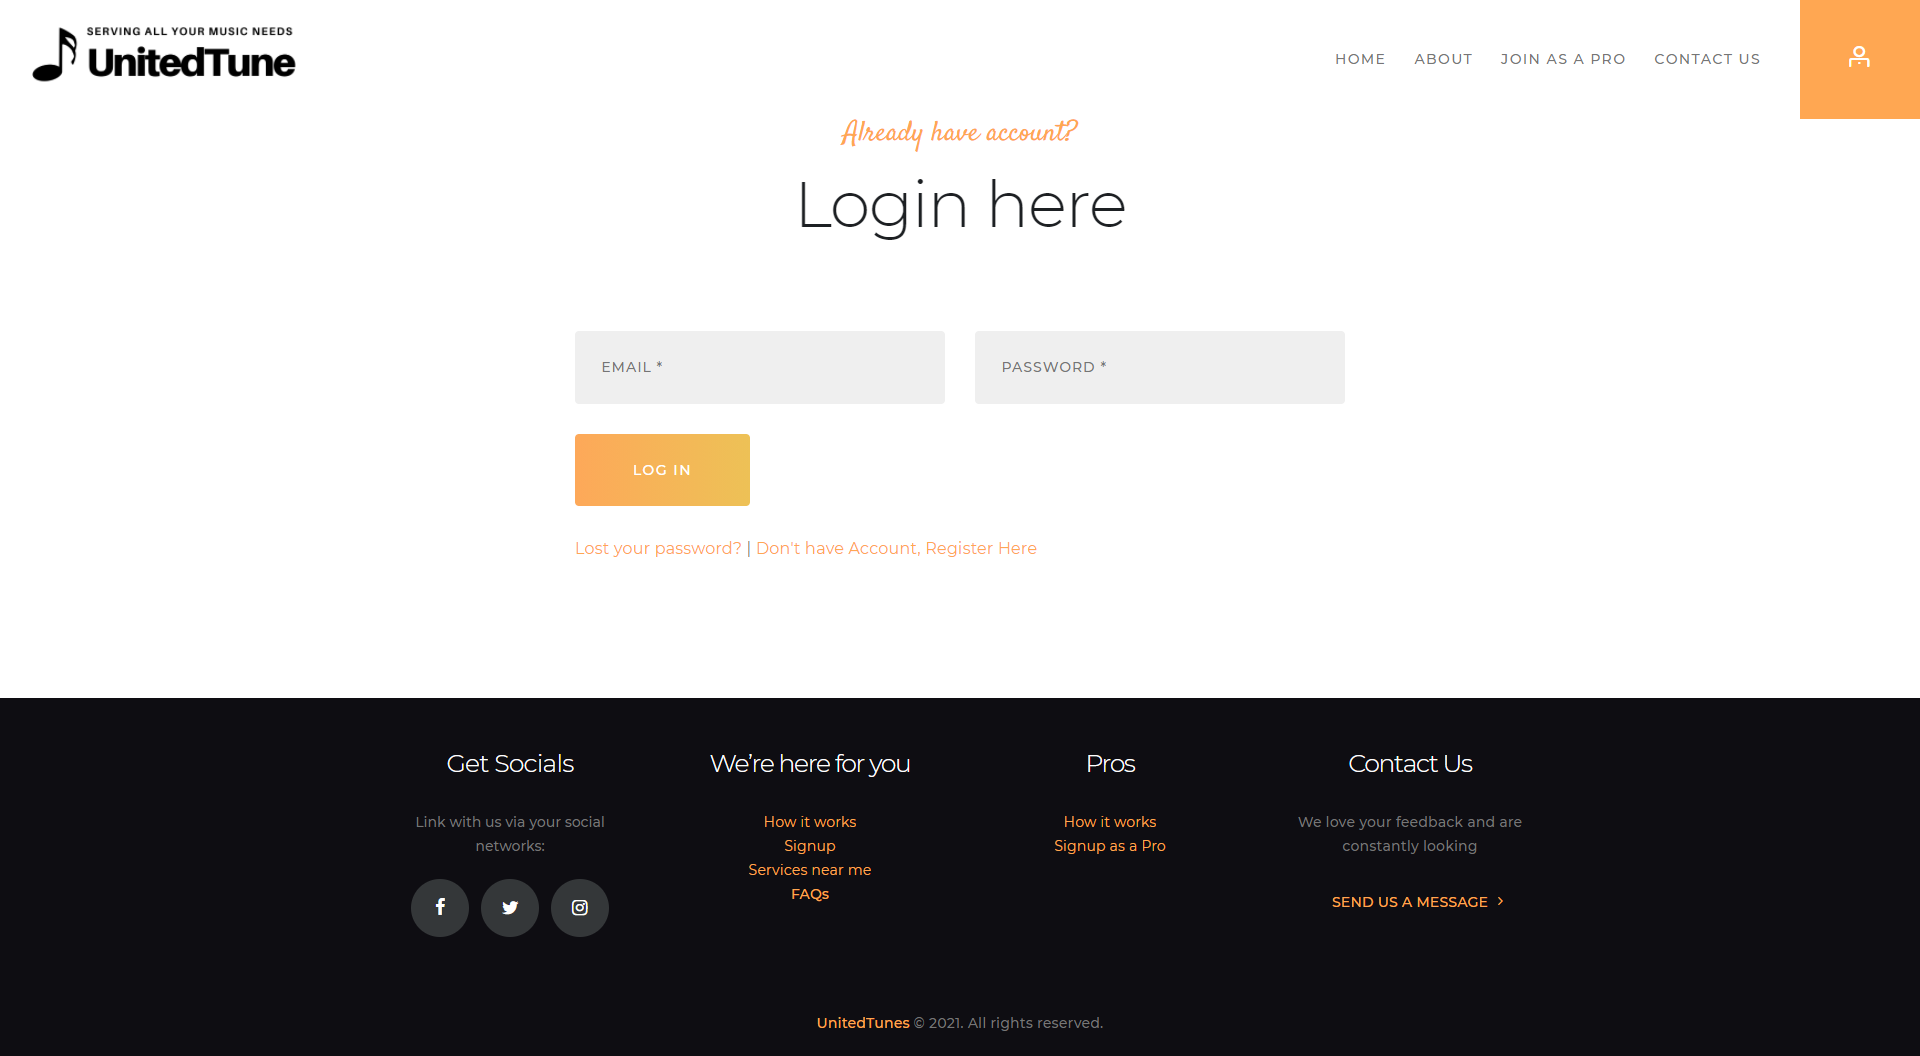 SERVING ALL YOUR MUSIC NEEDS
UnitedTune
HOME ABOUT JOIN AS A PRO CONTACT US
Already have account?
Login here
EMAIL * PASSWORD *
LOG IN
Lost your password? | Don't have Account, Register Here
Get Socials
Link with us via your social
networks:
We’re here for you
How it works
Signup
Services near me
FAQs
Pros
How it works
Signup as a Pro
Contact Us
We love your feedback and are
constantly looking
SEND US A MESSAGE
UnitedTunes © 2021. All rights reserved.